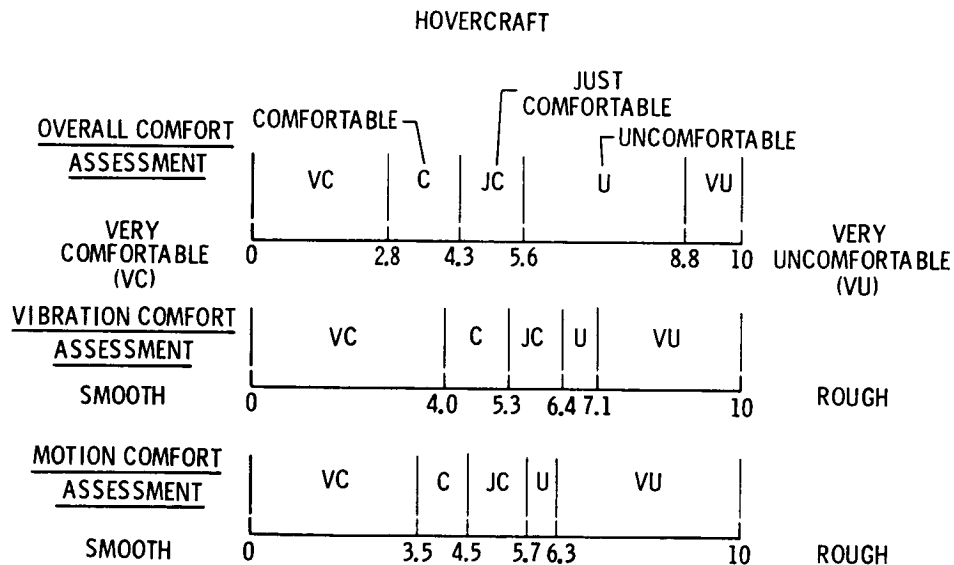 HOVERCRAFT
OVERALL COMFORT
ASSESSMENT
COMFORTABLE
JUST
COMFORTABLE
UNCOMFORTABLE
VC C JC U VU
VERY
COMFORTABLE
(VC)
0 2.8 4.3 5.6 8.8 10
VERY
UNCOMFORTABLE
(VU)
VIBRATION COMFORT
ASSESSMENT
VC C JC U VU
SMOOTH 0 4.0 5.3 6.4 7.1 10 ROUGH
MOTION COMFORT
ASSESSMENT
VC C JC U VU
SMOOTH 0 3.5 4.5 5.7 6.3 10 ROUGH